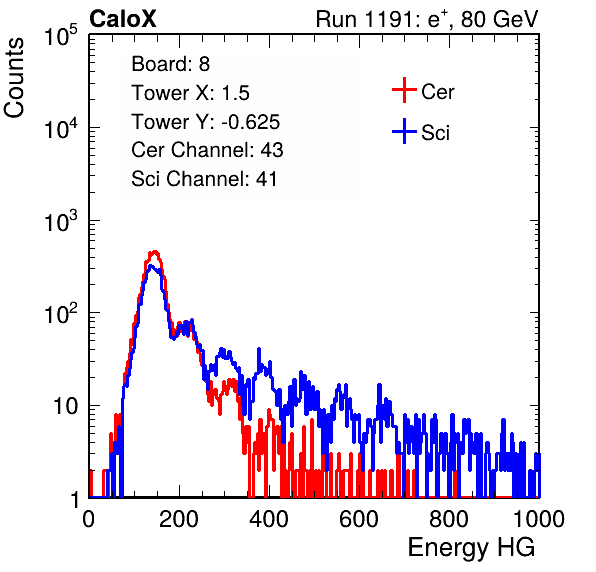 CaloX Run 1191: e⁺, 80 GeV
Counts
Board: 8
Tower X: 1.5
Tower Y: -0.625
Cer Channel: 43
Sci Channel: 41
Cer
Sci
10⁵
10⁴
10³
10²
10
1
0 200 400 600 800 1000
Energy HG